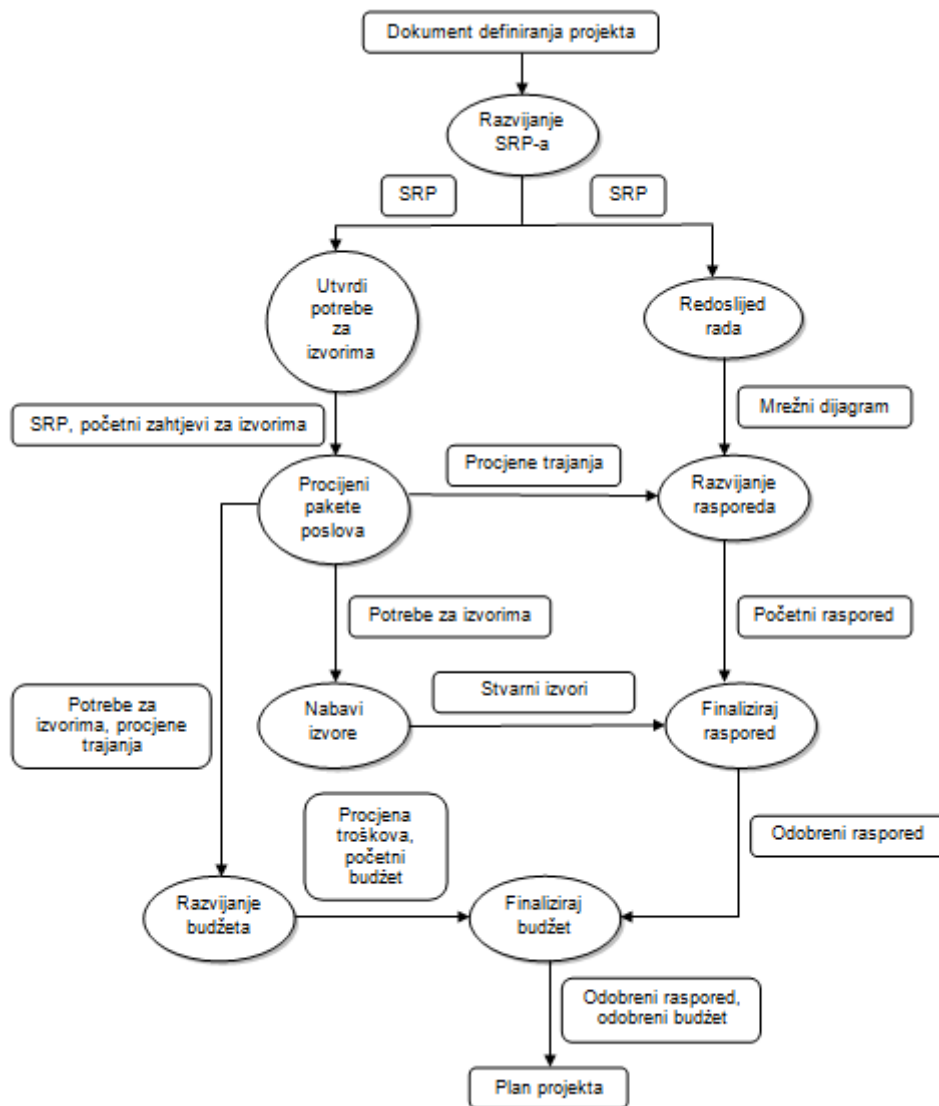 Dokument definiranja projekta
Razvijanje
SRP-a
SRP
SRP
Utvrdi
potrebe
za
izvorima
Redoslijed
rada
SRP, početni zahtjevi za izvorima
Mrežni dijagram
Procijeni
pakete
poslova
Procjene trajanja
Razvijanje
rasporeda
Potrebe za izvorima
Početni raspored
Potrebe za
izvorima, procjene
trajanja
Nabavi
izvore
Stvarni izvori
Finaliziraj
raspored
Procjena
troškova,
početni
budžet
Odobreni raspored
Razvijanje
budžeta
Finaliziraj
budžet
Odobreni raspored,
odobreni budžet
Plan projekta